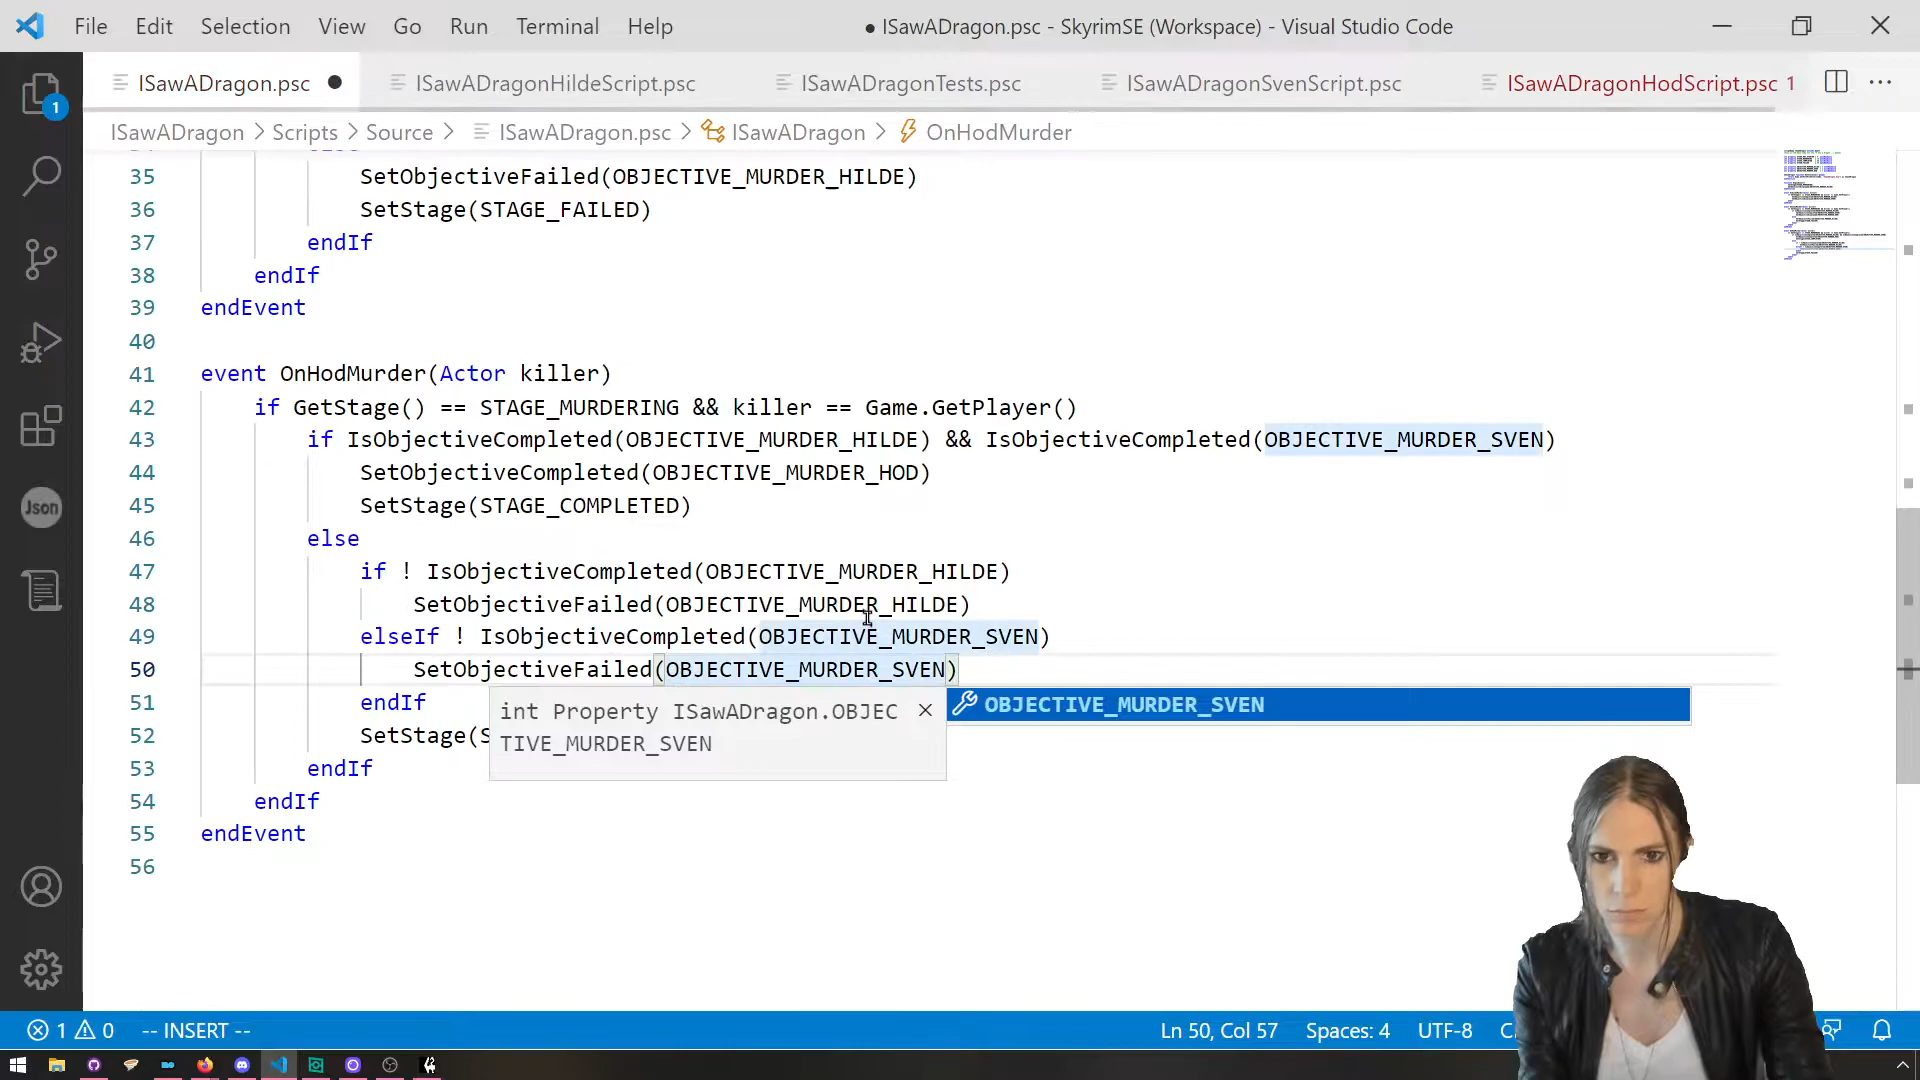 File Edit Selection View Go Run Terminal Help
● ISawADragon.psc - SkyrimSE (Workspace) - Visual Studio Code
ISawADragon.psc ●
ISawADragonHildeScript.psc
ISawADragonTests.psc
ISawADragonSvenScript.psc
ISawADragonHodScript.psc 1
ISawADragon > Scripts > Source > ISawADragon.psc > ISawADragon > OnHodMurder
1
Json
35 SetObjectiveFailed(OBJECTIVE_MURDER_HILDE)
36 SetStage(STAGE_FAILED)
37 endIf
38 endIf
39 endEvent
40
41 event OnHodMurder(Actor killer)
42 if GetStage() == STAGE_MURDERING && killer == Game.GetPlayer()
43 if IsObjectiveCompleted(OBJECTIVE_MURDER_HILDE) && IsObjectiveCompleted(OBJECTIVE_MURDER_SVEN)
44 SetObjectiveCompleted(OBJECTIVE_MURDER_HOD)
45 SetStage(STAGE_COMPLETED)
46 else
47 if ! IsObjectiveCompleted(OBJECTIVE_MURDER_HILDE)
48 SetObjectiveFailed(OBJECTIVE_MURDER_HILDE)
49 elseIf ! IsObjectiveCompleted(OBJECTIVE_MURDER_SVEN)
50 SetObjectiveFailed(OBJECTIVE_MURDER_SVEN)
51 endIf
52 SetStage(S
53 endIf
54 endIf
55 endEvent
56
int Property ISawADragon.OBJEC
TIVE_MURDER_SVEN
OBJECTIVE_MURDER_SVEN
1 0 -- INSERT --
Ln 50, Col 57 Spaces: 4 UTF-8